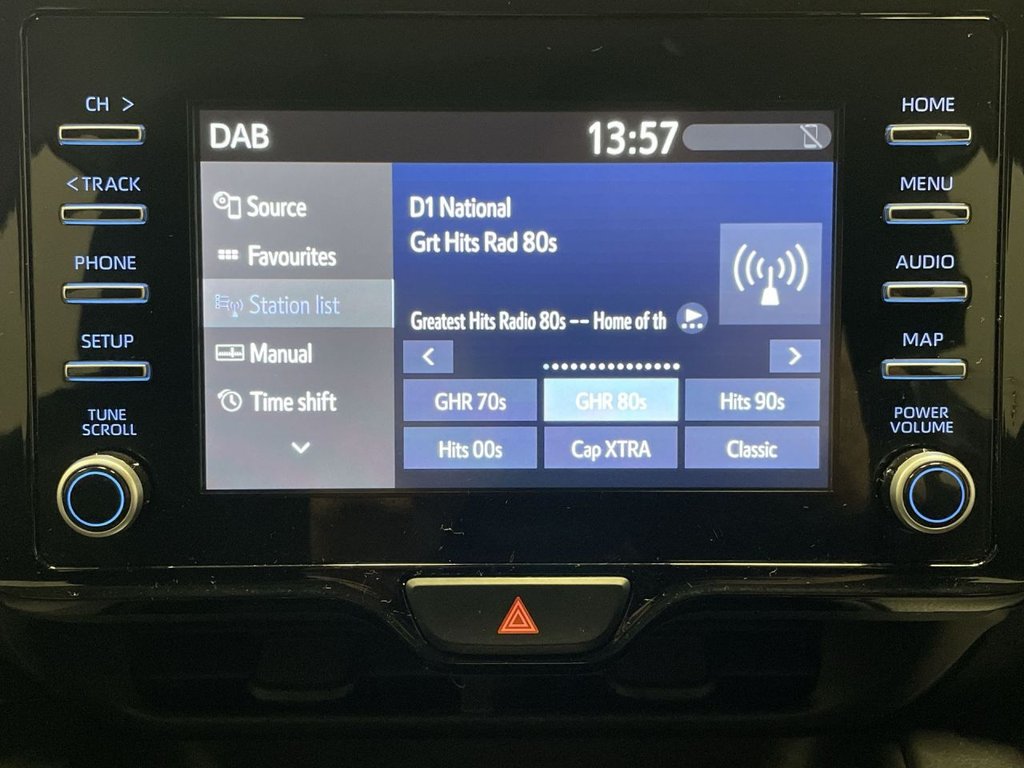 CH >
< TRACK
PHONE
SETUP
TUNE
SCROLL
DAB
13:57
Source
Favourites
Station list
Manual
Time shift
D1 National
Grt Hits Rad 80s
Greatest Hits Radio 80s -- Home of th
<
>
GHR 70s
GHR 80s
Hits 90s
Hits 00s
Cap XTRA
Classic
HOME
MENU
AUDIO
MAP
POWER
VOLUME